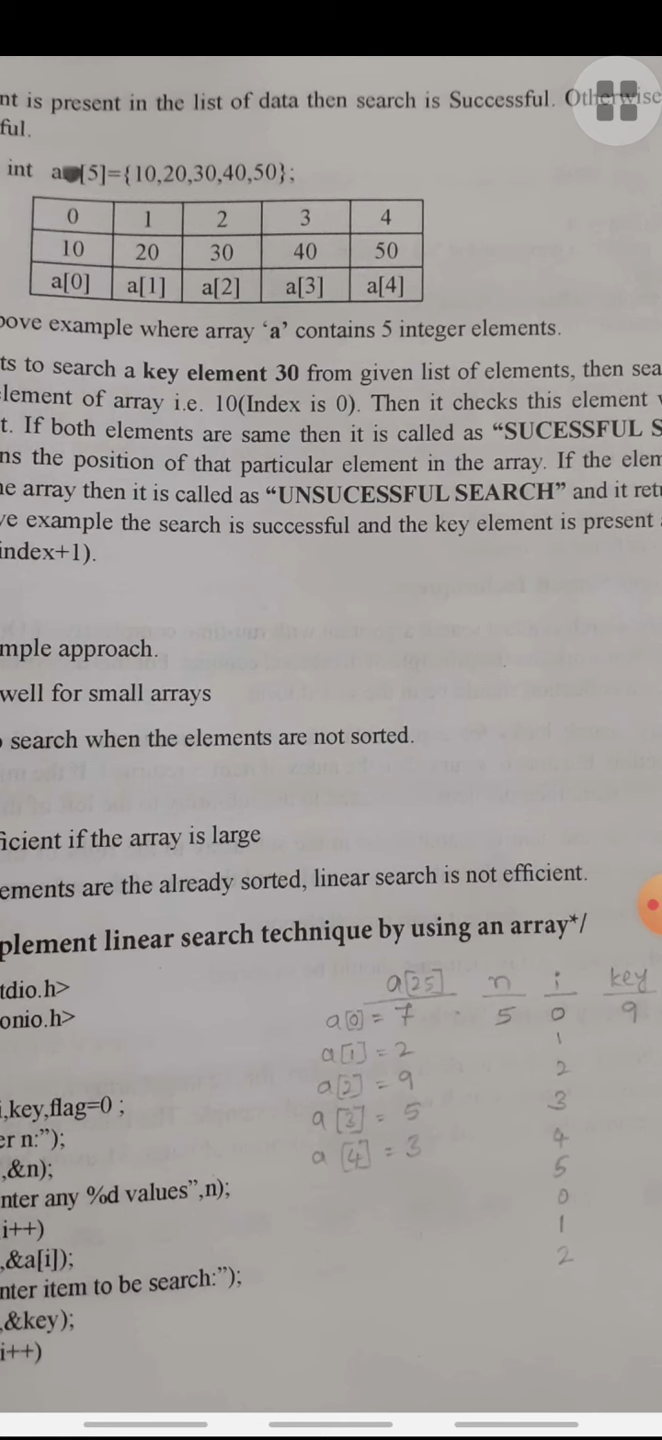 nt is present in the list of data then search is Successful. Otherwise
ful.
int a[5]={10,20,30,40,50};
0 1 2 3 4
10 20 30 40 50
a[0] a[1] a[2] a[3] a[4]
bove example where array ‘a’ contains 5 integer elements.
ts to search a key element 30 from given list of elements, then sea
element of array i.e. 10(Index is 0). Then it checks this element
t. If both elements are same then it is called as “SUCESSFUL S
ns the position of that particular element in the array. If the elem
he array then it is called as “UNSUCESSFUL SEARCH” and it retu
ve example the search is successful and the key element is present
index+1).
mple approach.
well for small arrays
search when the elements are not sorted.
ficient if the array is large
ements are the already sorted, linear search is not efficient.
plement linear search technique by using an array*/
tdio.h>
onio.h>
i,key,flag=0 ;
er n:”);
,&n);
nter any %d values”,n);
i++)
,&a[i]);
nter item to be search:”);
,&key);
i++)
a[25] n i key
a[0] = 7 5 0 9
a[1] = 2 1
a[2] = 9 2
a[3] = 5 3
a[4] = 3 4
5
0
1
2